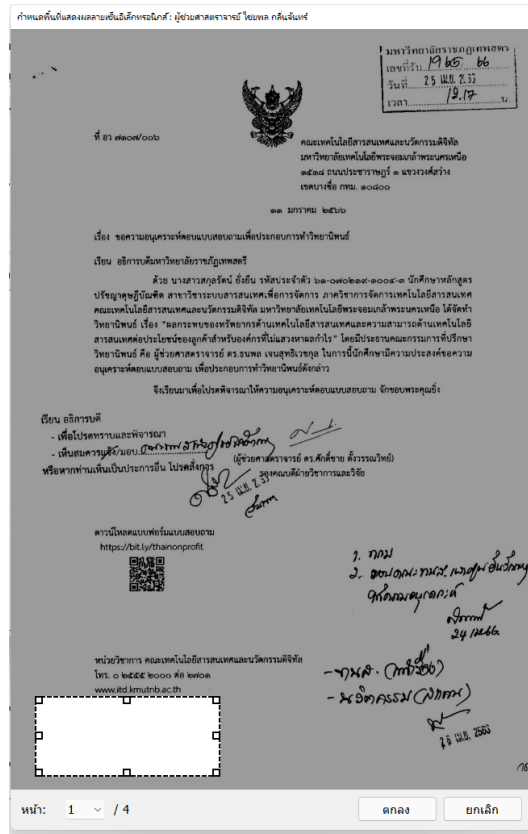 กำหนดพื้นที่แสดงผลลายเซ็นอิเล็กทรอนิกส์ : ผู้ช่วยศาสตราจารย์ ไชยพล กลิ่นจันทร์
มหาวิทยาลัยราชภัฏเทพสตรี
เลขที่รับ 1965 66
วันที่ 25 เม.ย. 2.33
เวลา 19.17 น.
ที่ อว ๗๑๐๗/๐๐๖
คณะเทคโนโลยีสารสนเทศและนวัตกรรมดิจิทัล
มหาวิทยาลัยเทคโนโลยีพระจอมเกล้าพระนครเหนือ
๑๕๑๘ ถนนประชาราษฎร์ ๑ แขวงวงศ์สว่าง
เขตบางซื่อ กทม. ๑๐๘๐๐
๑๑ มกราคม ๒๕๖๖
เรื่อง ขอความอนุเคราะห์ตอบแบบสอบถามเพื่อประกอบการทำวิทยานิพนธ์
เรียน อธิการบดีมหาวิทยาลัยราชภัฏเทพสตรี
ด้วย นางสาวสกุลรัตน์ ยั่งยืน รหัสประจำตัว ๖๑-๐๗๐๒๑๙-๑๐๐๔-๓ นักศึกษาหลักสูตร
ปรัชญาดุษฎีบัณฑิต สาขาวิชาระบบสารสนเทศเพื่อการจัดการ ภาควิชาการจัดการเทคโนโลยีสารสนเทศ
คณะเทคโนโลยีสารสนเทศและนวัตกรรมดิจิทัล มหาวิทยาลัยเทคโนโลยีพระจอมเกล้าพระนครเหนือ ได้จัดทำ
วิทยานิพนธ์ เรื่อง "ผลกระทบของทรัพยากรด้านเทคโนโลยีสารสนเทศและความสามารถด้านเทคโนโลยี
สารสนเทศต่อประโยชน์ของลูกค้าสำหรับองค์กรที่ไม่แสวงหาผลกำไร" โดยมีประธานคณะกรรมการที่ปรึกษา
วิทยานิพนธ์ คือ ผู้ช่วยศาสตราจารย์ ดร.ธนพล เจนสุทธิเวชกุล ในการนี้นักศึกษามีความประสงค์ขอความ
อนุเคราะห์ตอบแบบสอบถาม เพื่อประกอบการทำวิทยานิพนธ์ดังกล่าว
จึงเรียนมาเพื่อโปรดพิจารณาให้ความอนุเคราะห์ตอบแบบสอบถาม จักขอบพระคุณยิ่ง
เรียน อธิการบดี
- เพื่อโปรดทราบและพิจารณา
- เห็นสมควรแจ้ง/มอบ
(ผู้ช่วยศาสตราจารย์ ดร.ศักดิ์ชาย ตั้งวรรณวิทย์)
หรือหากท่านเห็นเป็นประการอื่น โปรดสั่งการ
รองคณบดีฝ่ายวิชาการและวิจัย
25 เม.ย. 2.33
ดาวน์โหลดแบบฟอร์มแบบสอบถาม
https://bit.ly/thainonprofit
1. ทราบ
24 เมย66
หน่วยวิชาการ คณะเทคโนโลยีสารสนเทศและนวัตกรรมดิจิทัล
โทร. ๐ ๒๕๕๕ ๒๐๐๐ ต่อ ๒๗๐๑
www.itd.kmutnb.ac.th
26 เม.ย. 2566
หน้า: 1 / 4
ตกลง ยกเลิก